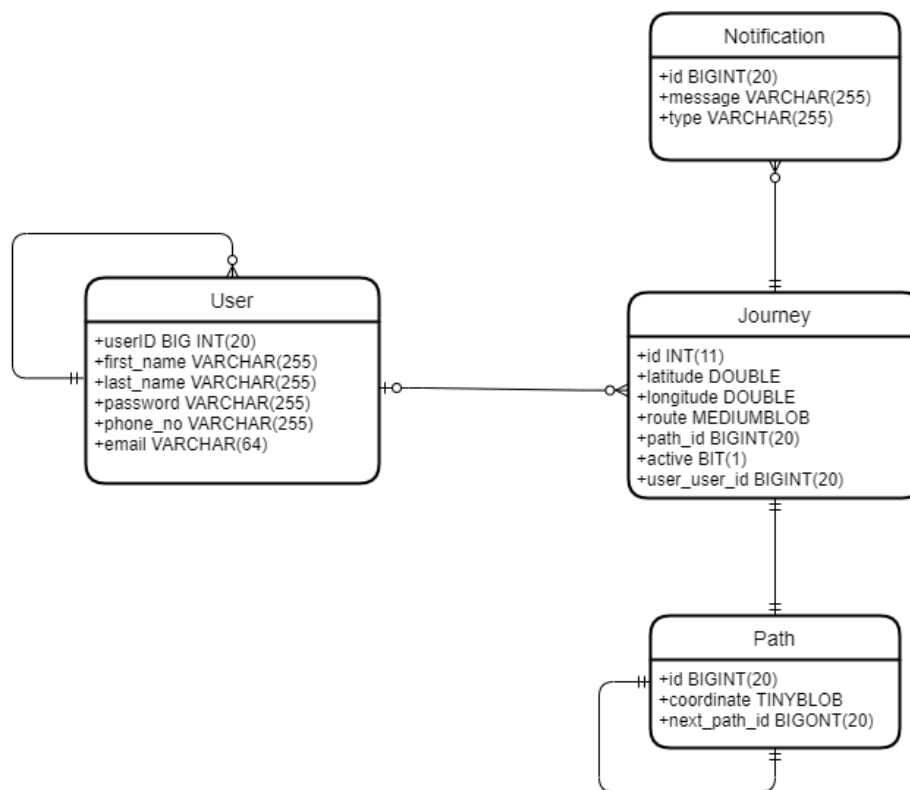 Notification
+id BIGINT(20)
+message VARCHAR(255)
+type VARCHAR(255)
User
+userID BIG INT(20)
+first_name VARCHAR(255)
+last_name VARCHAR(255)
+password VARCHAR(255)
+phone_no VARCHAR(255)
+email VARCHAR(64)
Journey
+id INT(11)
+latitude DOUBLE
+longitude DOUBLE
+route MEDIUMBLOB
+path_id BIGINT(20)
+active BIT(1)
+user_user_id BIGINT(20)
Path
+id BIGINT(20)
+coordinate TINYBLOB
+next_path_id BIGONT(20)